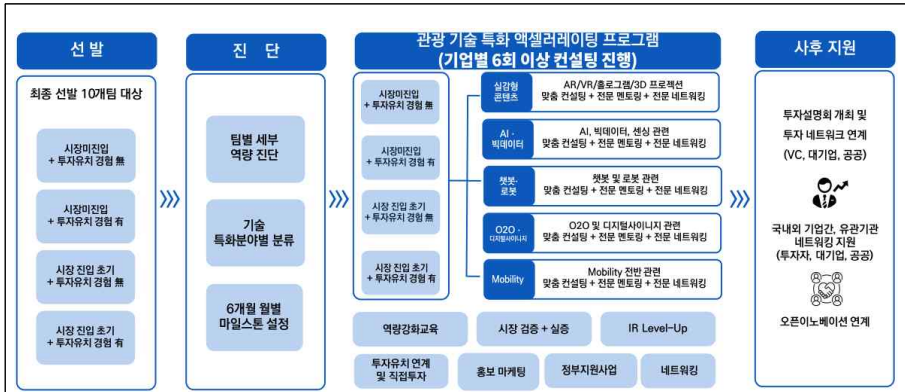 선 발
최종 선발 10개팀 대상
시장미진입
+ 투자유치 경험 無
시장미진입
+ 투자유치 경험 有
시장 진입 초기
+ 투자유치 경험 無
시장 진입 초기
+ 투자유치 경험 有
진 단
팀별 세부
역량 진단
기술
특화분야별 분류
6개월 월별
마일스톤 설정
관광 기술 특화 액셀러레이팅 프로그램
(기업별 6회 이상 컨설팅 진행)
시장미진입
+ 투자유치 경험 無
시장미진입
+ 투자유치 경험 有
시장 진입 초기
+ 투자유치 경험 無
시장 진입 초기
+ 투자유치 경험 有
실감형
콘텐츠
AR/VR/홀로그램/3D 프로젝션
맞춤 컨설팅 + 전문 멘토링 + 전문 네트워킹
AI ·
빅데이터
AI, 빅데이터, 센싱 관련
맞춤 컨설팅 + 전문 멘토링 + 전문 네트워킹
챗봇·
로봇
챗봇 및 로봇 관련
맞춤 컨설팅 + 전문 멘토링 + 전문 네트워킹
O2O ·
디지털사이니지
O2O 및 디지털사이니지 관련
맞춤 컨설팅 + 전문 멘토링 + 전문 네트워킹
Mobility
Mobility 전반 관련
맞춤 컨설팅 + 전문 멘토링 + 전문 네트워킹
역량강화교육
시장 검증 + 실증
IR Level-Up
투자유치 연계
및 직접투자
홍보 마케팅
정부지원사업
네트워킹
사후 지원
투자설명회 개최 및
투자 네트워크 연계
(VC, 대기업, 공공)
국내외 기업간, 유관기관
네트워킹 지원
(투자자, 대기업, 공공)
오픈이노베이션 연계